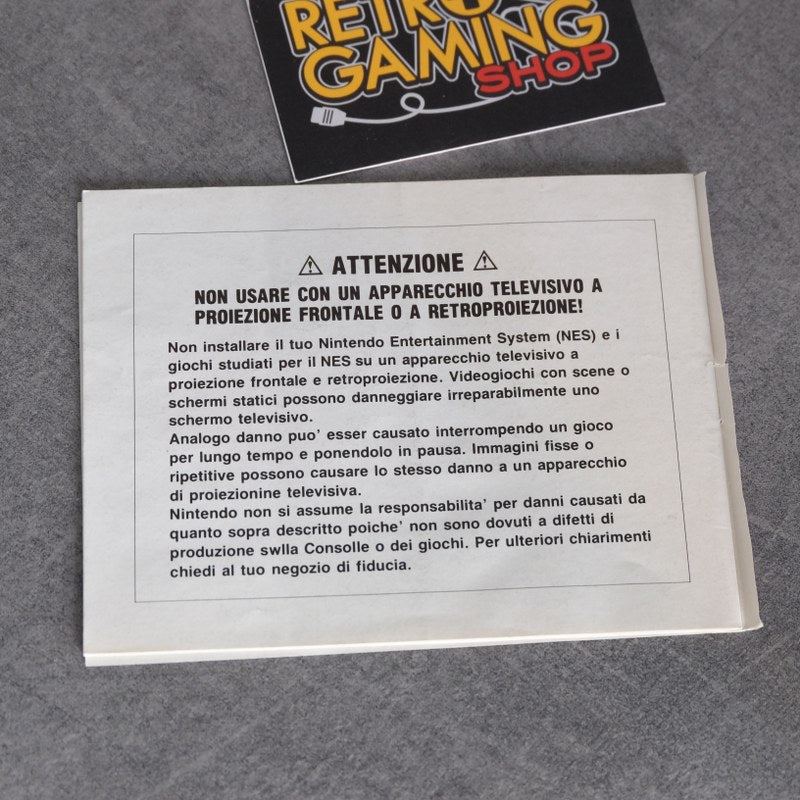 RETRO
GAMING
SHOP
⚠ ATTENZIONE ⚠
NON USARE CON UN APPARECCHIO TELEVISIVO A
PROIEZIONE FRONTALE O A RETROPROIEZIONE!
Non installare il tuo Nintendo Entertainment System (NES) e i
giochi studiati per il NES su un apparecchio televisivo a
proiezione frontale e retroproiezione. Videogiochi con scene o
schermi statici possono danneggiare irreparabilmente uno
schermo televisivo.
Analogo danno puo' esser causato interrompendo un gioco
per lungo tempo e ponendolo in pausa. Immagini fisse o
ripetitive possono causare lo stesso danno a un apparecchio
di proiezionine televisiva.
Nintendo non si assume la responsabilita' per danni causati da
quanto sopra descritto poiche' non sono dovuti a difetti di
produzione swlla Consolle o dei giochi. Per ulteriori chiarimenti
chiedi al tuo negozio di fiducia.